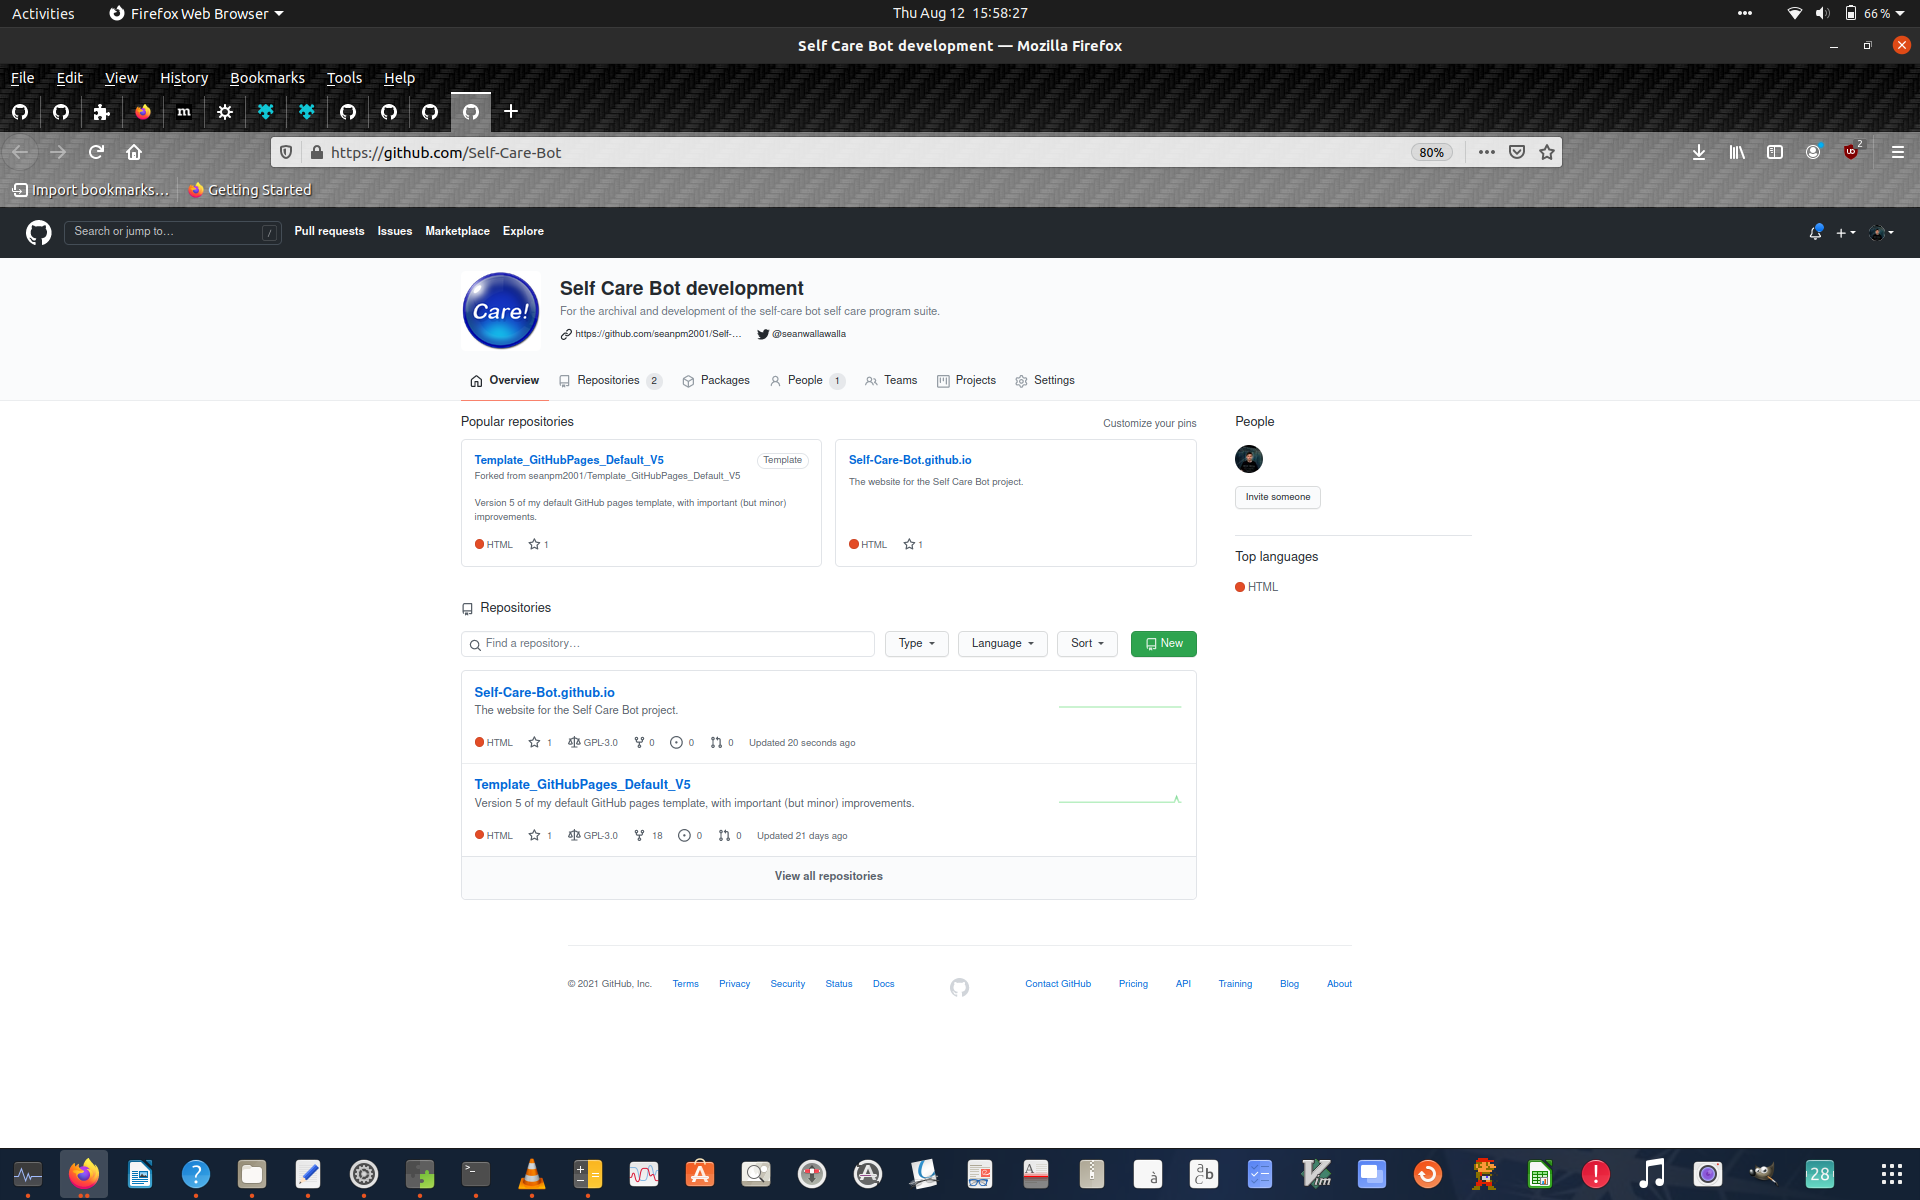 Activities Firefox Web Browser Thu Aug 12 15:58:27 66 %
Self Care Bot development — Mozilla Firefox
File Edit View History Bookmarks Tools Help
m
https://github.com/Self-Care-Bot 80% 2
Import bookmarks… Getting Started
Search or jump to… / Pull requests Issues Marketplace Explore
Care!
Self Care Bot development
For the archival and development of the self-care bot self care program suite.
https://github.com/seanpm2001/Self-… @seanwallawalla
Overview Repositories 2 Packages People 1 Teams Projects Settings
Popular repositories Customize your pins
Template_GitHubPages_Default_V5 Template
Forked from seanpm2001/Template_GitHubPages_Default_V5
Version 5 of my default GitHub pages template, with important (but minor)
improvements.
HTML 1
Self-Care-Bot.github.io
The website for the Self Care Bot project.
HTML 1
People
Invite someone
Top languages
HTML
Repositories
Find a repository… Type Language Sort New
Self-Care-Bot.github.io
The website for the Self Care Bot project.
HTML 1 GPL-3.0 0 0 0 Updated 20 seconds ago
Template_GitHubPages_Default_V5
Version 5 of my default GitHub pages template, with important (but minor) improvements.
HTML 1 GPL-3.0 18 0 0 Updated 21 days ago
View all repositories
© 2021 GitHub, Inc. Terms Privacy Security Status Docs Contact GitHub Pricing API Training Blog About
28